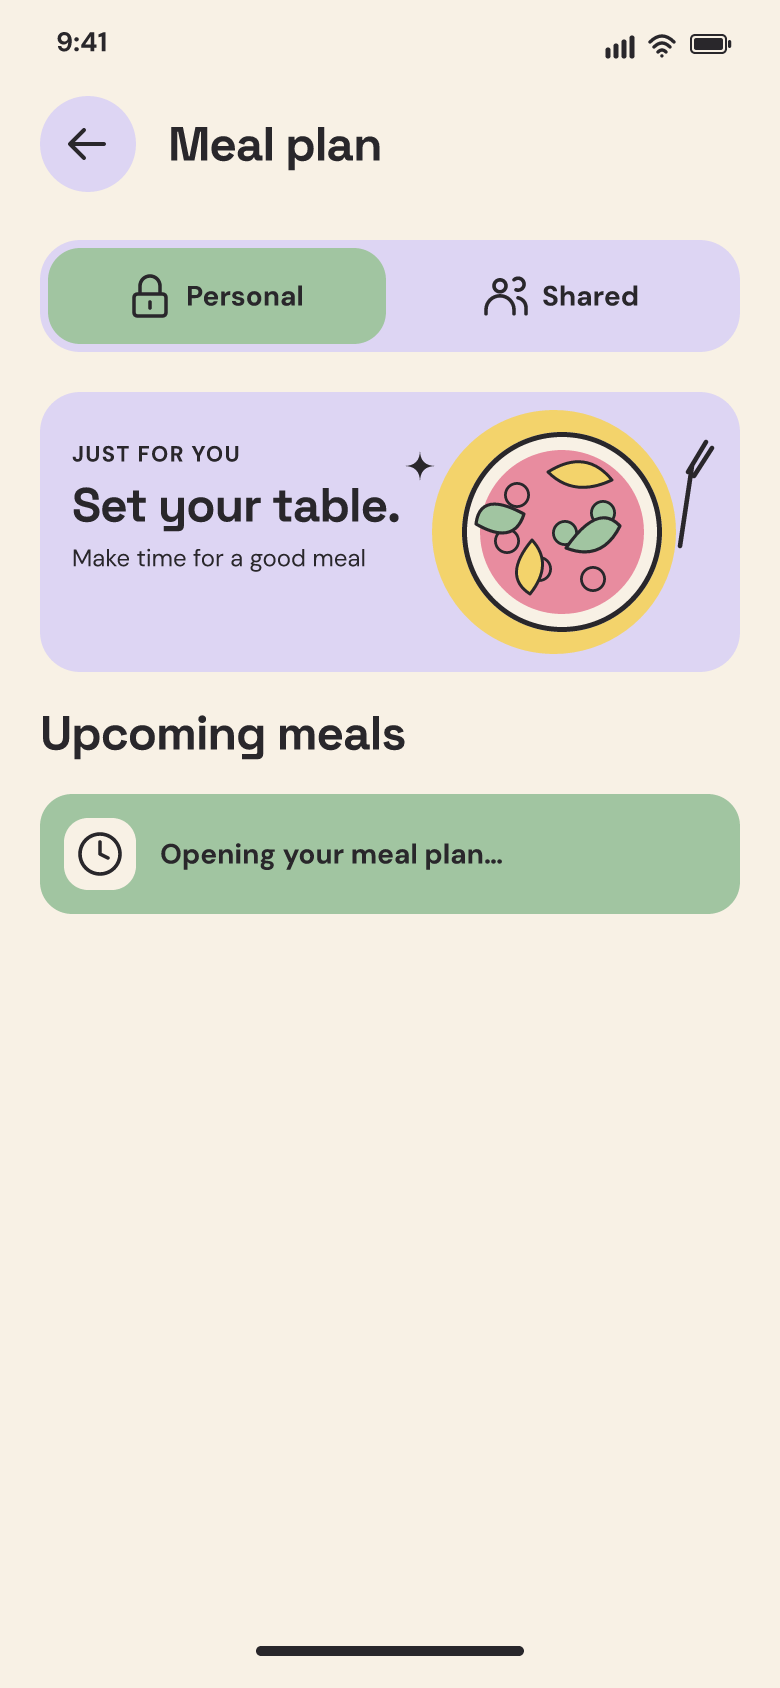 9:41
Meal plan
Personal
Shared
JUST FOR YOU
Set your table.
Make time for a good meal
Upcoming meals
Opening your meal plan...